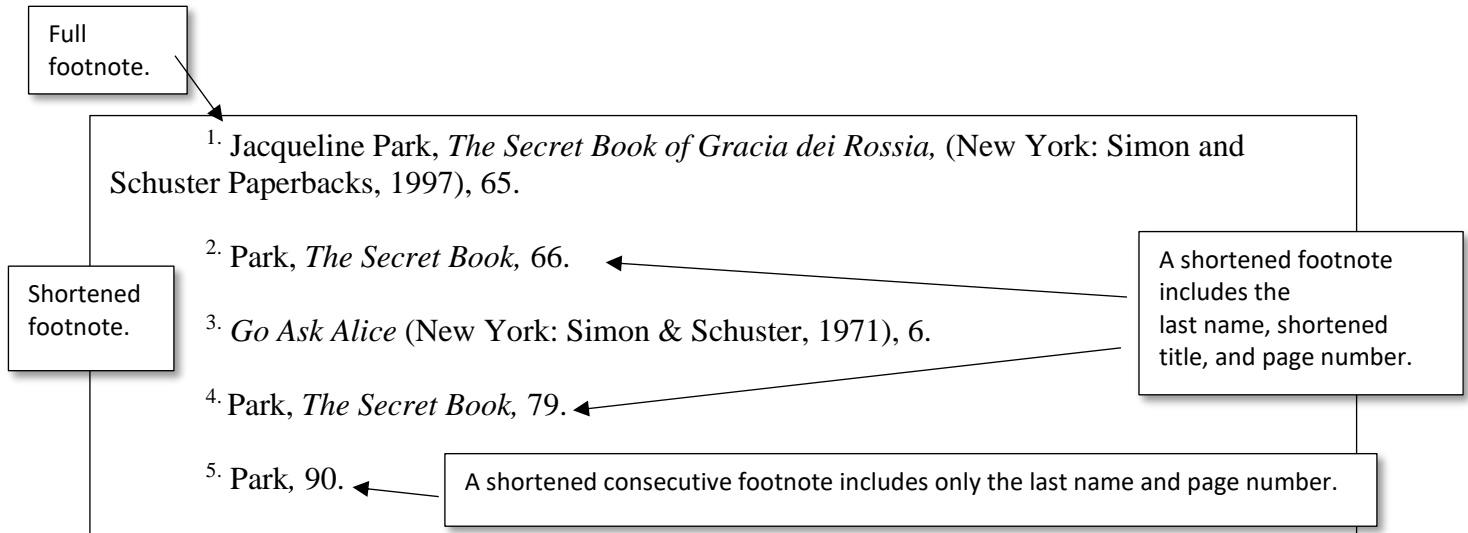 Full
footnote.
1. Jacqueline Park, The Secret Book of Gracia dei Rossia, (New York: Simon and
Schuster Paperbacks, 1997), 65.
2. Park, The Secret Book, 66.
A shortened footnote
includes the
last name, shortened
title, and page number.
Shortened
footnote.
3. Go Ask Alice (New York: Simon & Schuster, 1971), 6.
4. Park, The Secret Book, 79.
5. Park, 90.
A shortened consecutive footnote includes only the last name and page number.